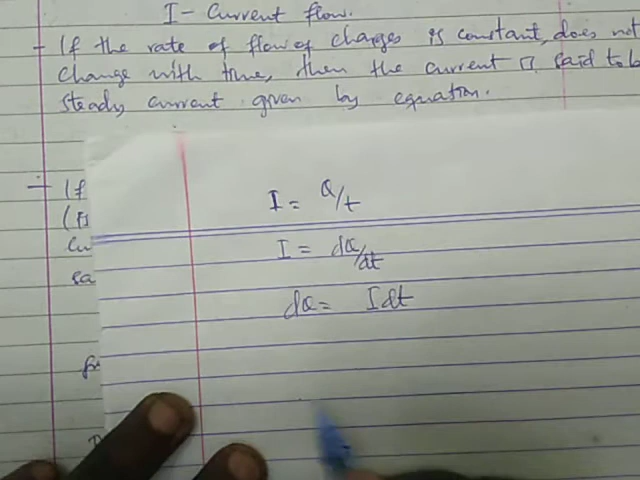 I - Current flow.
- If the rate of flow of charges is constant, does not
change with time, then the current is said to b
steady current given by equation.
- If
I = Q/t
I = dQ/dt
dQ = Idt